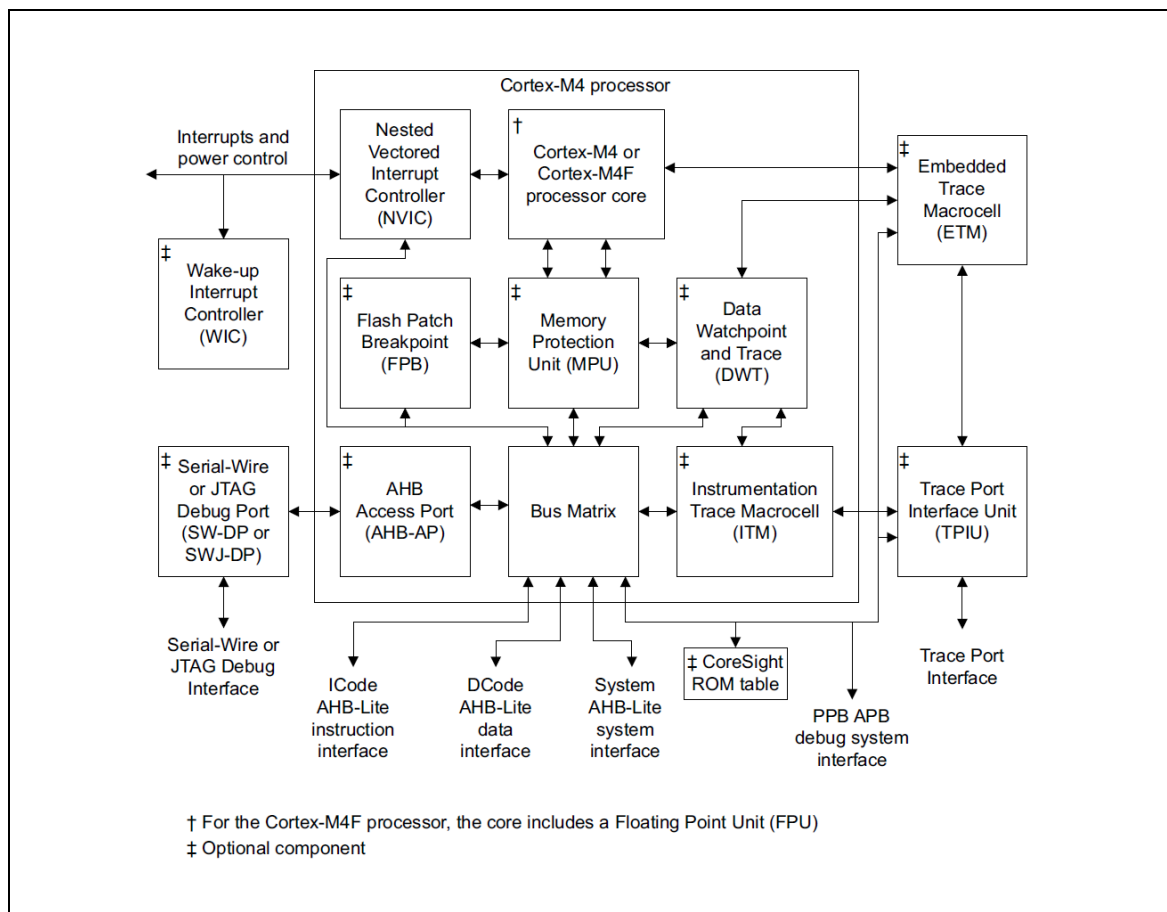 Cortex-M4 processor
Interrupts and
power control
Nested
Vectored
Interrupt
Controller
(NVIC)
†
Cortex-M4 or
Cortex-M4F
processor core
‡
Embedded
Trace
Macrocell
(ETM)
‡
Wake-up
Interrupt
Controller
(WIC)
‡
Flash Patch
Breakpoint
(FPB)
‡
Memory
Protection
Unit (MPU)
‡
Data
Watchpoint
and Trace
(DWT)
‡
Serial-Wire
or JTAG
Debug Port
(SW-DP or
SWJ-DP)
‡
AHB
Access Port
(AHB-AP)
Bus Matrix
‡
Instrumentation
Trace Macrocell
(ITM)
‡
Trace Port
Interface Unit
(TPIU)
Serial-Wire or
JTAG Debug
Interface
ICode
AHB-Lite
instruction
interface
DCode
AHB-Lite
data
interface
System
AHB-Lite
system
interface
‡ CoreSight
ROM table
PPB APB
debug system
interface
Trace Port
Interface
† For the Cortex-M4F processor, the core includes a Floating Point Unit (FPU)
‡ Optional component